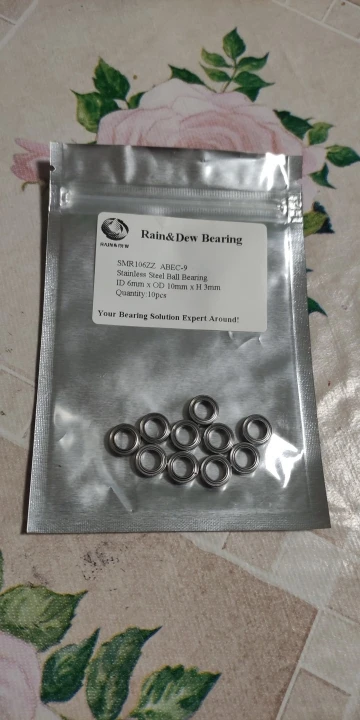 Rain&Dew Bearing
RAIN&DEW
SMR106ZZ ABEC-9
Stainless Steel Ball Bearing
ID 6mm x OD 10mm x H 3mm
Quantity:10pcs
Your Bearing Solution Expert Around!